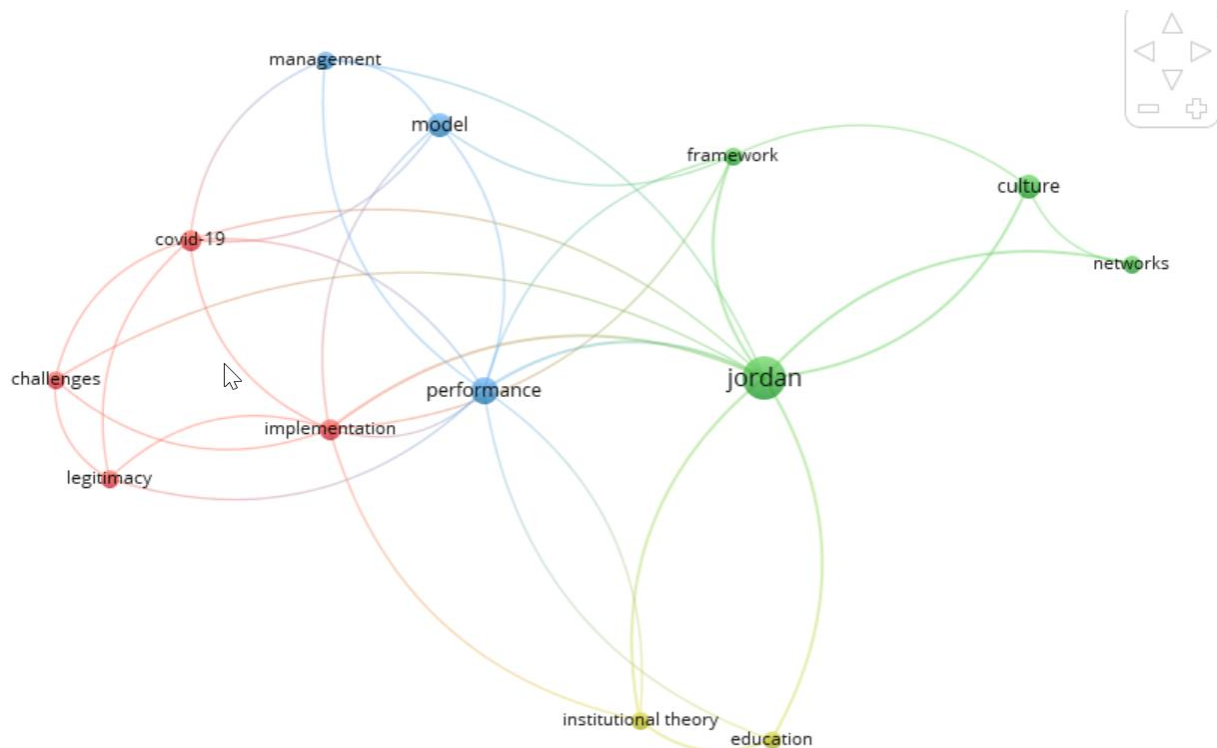 management
model
framework
culture
covid-19
networks
challenges
jordan
performance
implementation
legitimacy
institutional theory
education